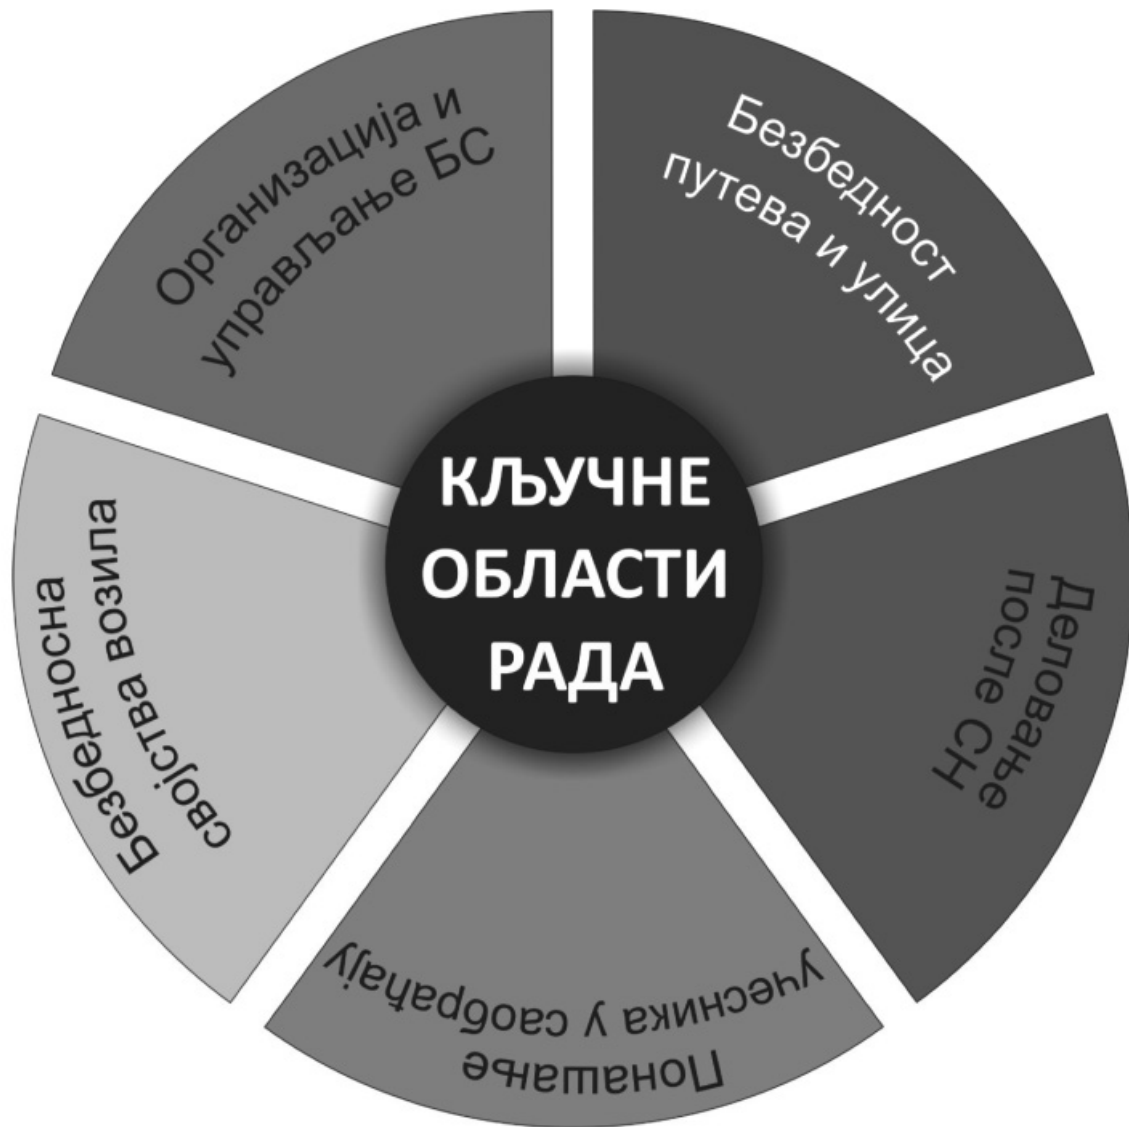 КЉУЧНЕ
ОБЛАСТИ
РАДА
Организација и
управљање БС
Безбедност
путева и улица
Деловање
после СН
Понашање
учесника у саобраћају
Безбедносна
својства возила